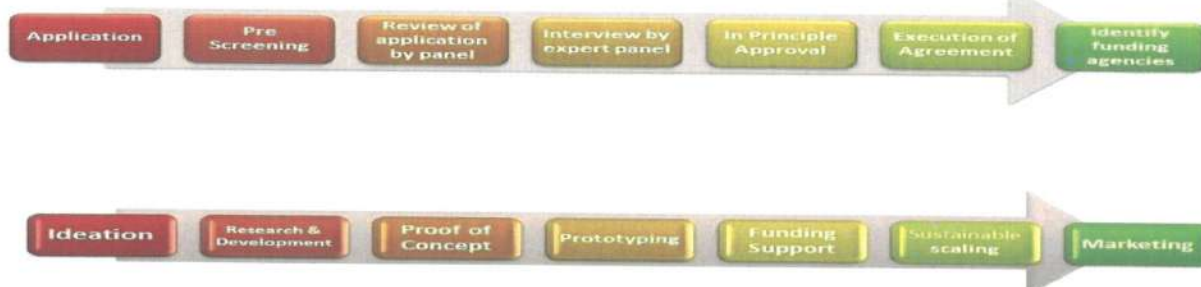 Application
Pre
Screening
Review of
application
by panel
Interview by
expert panel
In Principle
Approval
Execution of
Agreement
Identify
funding
agencies
Ideation
Research &
Development
Proof of
Concept
Prototyping
Funding
Support
Sustainable
scaling
Marketing